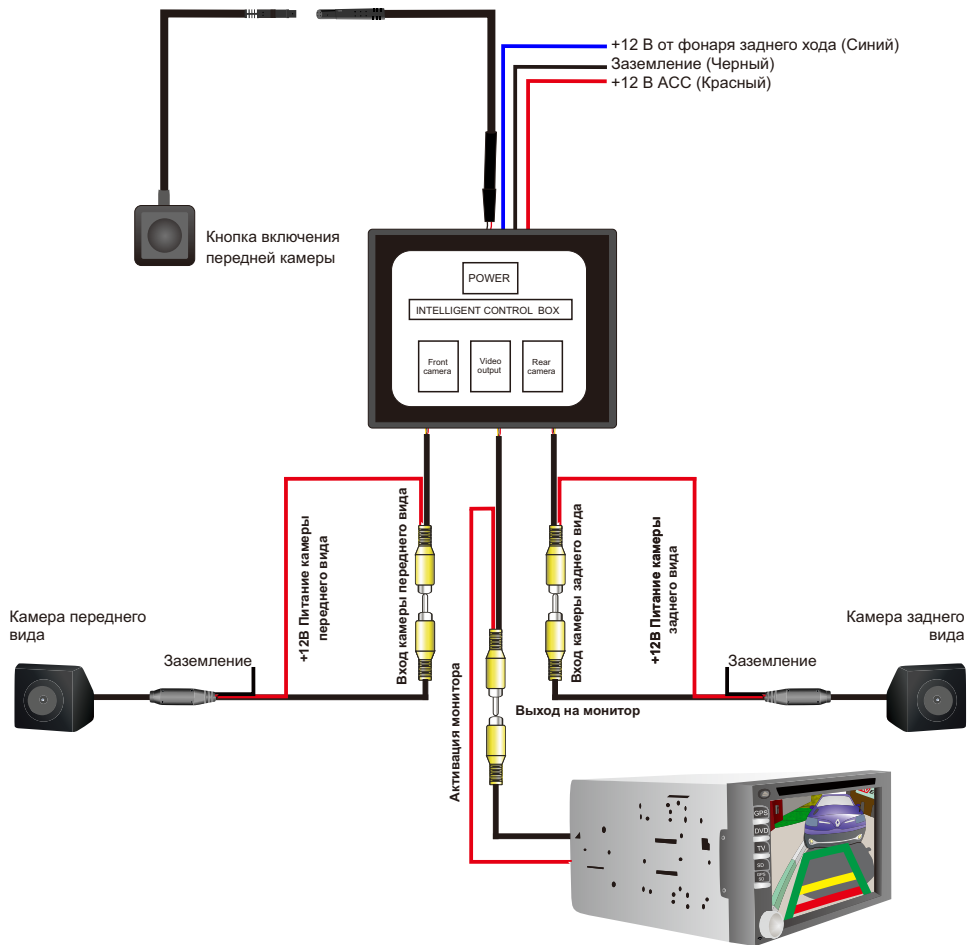 +12 В от фонаря заднего хода (Синий)
Заземление (Черный)
+12 В АСС (Красный)
Кнопка включения
передней камеры
POWER
INTELLIGENT CONTROL BOX
Front
camera
Video
output
Rear
camera
+12В Питание камеры
переднего вида
Вход камеры переднего вида
Вход камеры заднего вида
+12В Питание камеры
заднего вида
Камера переднего
вида
Заземление
Активация монитора
Выход на монитор
Заземление
Камера заднего
вида
GPS
DVD
TV
SD
GPS
SD